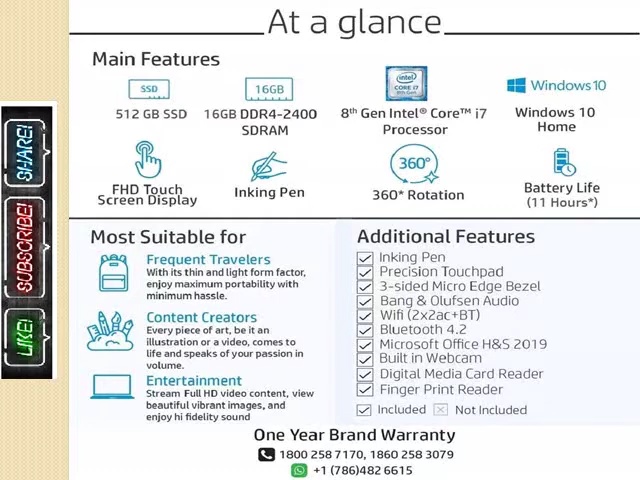 At a glance
Main Features
SSD
512 GB SSD
16GB
16GB DDR4-2400
SDRAM
intel
CORE i7
8th Gen
8th Gen Intel® Core™ i7
Processor
Windows10
Windows 10
Home
FHD Touch
Screen Display
Inking Pen
360°
360* Rotation
Battery Life
(11 Hours*)
SHARE!
SUBSCRIBE!
LIKE!
Most Suitable for
Frequent Travelers
With its thin and light form factor,
enjoy maximum portability with
minimum hassle.
Content Creators
Every piece of art, be it an
illustration or a video, comes to
life and speaks of your passion in
volume.
Entertainment
Stream Full HD video content, view
beautiful vibrant images, and
enjoy hi fidelity sound
Additional Features
Inking Pen
Precision Touchpad
3-sided Micro Edge Bezel
Bang & Olufsen Audio
Wifi (2x2ac+BT)
Bluetooth 4.2
Microsoft Office H&S 2019
Built in Webcam
Digital Media Card Reader
Finger Print Reader
Included Not Included
One Year Brand Warranty
1800 258 7170, 1860 258 3079
+1 (786)482 6615